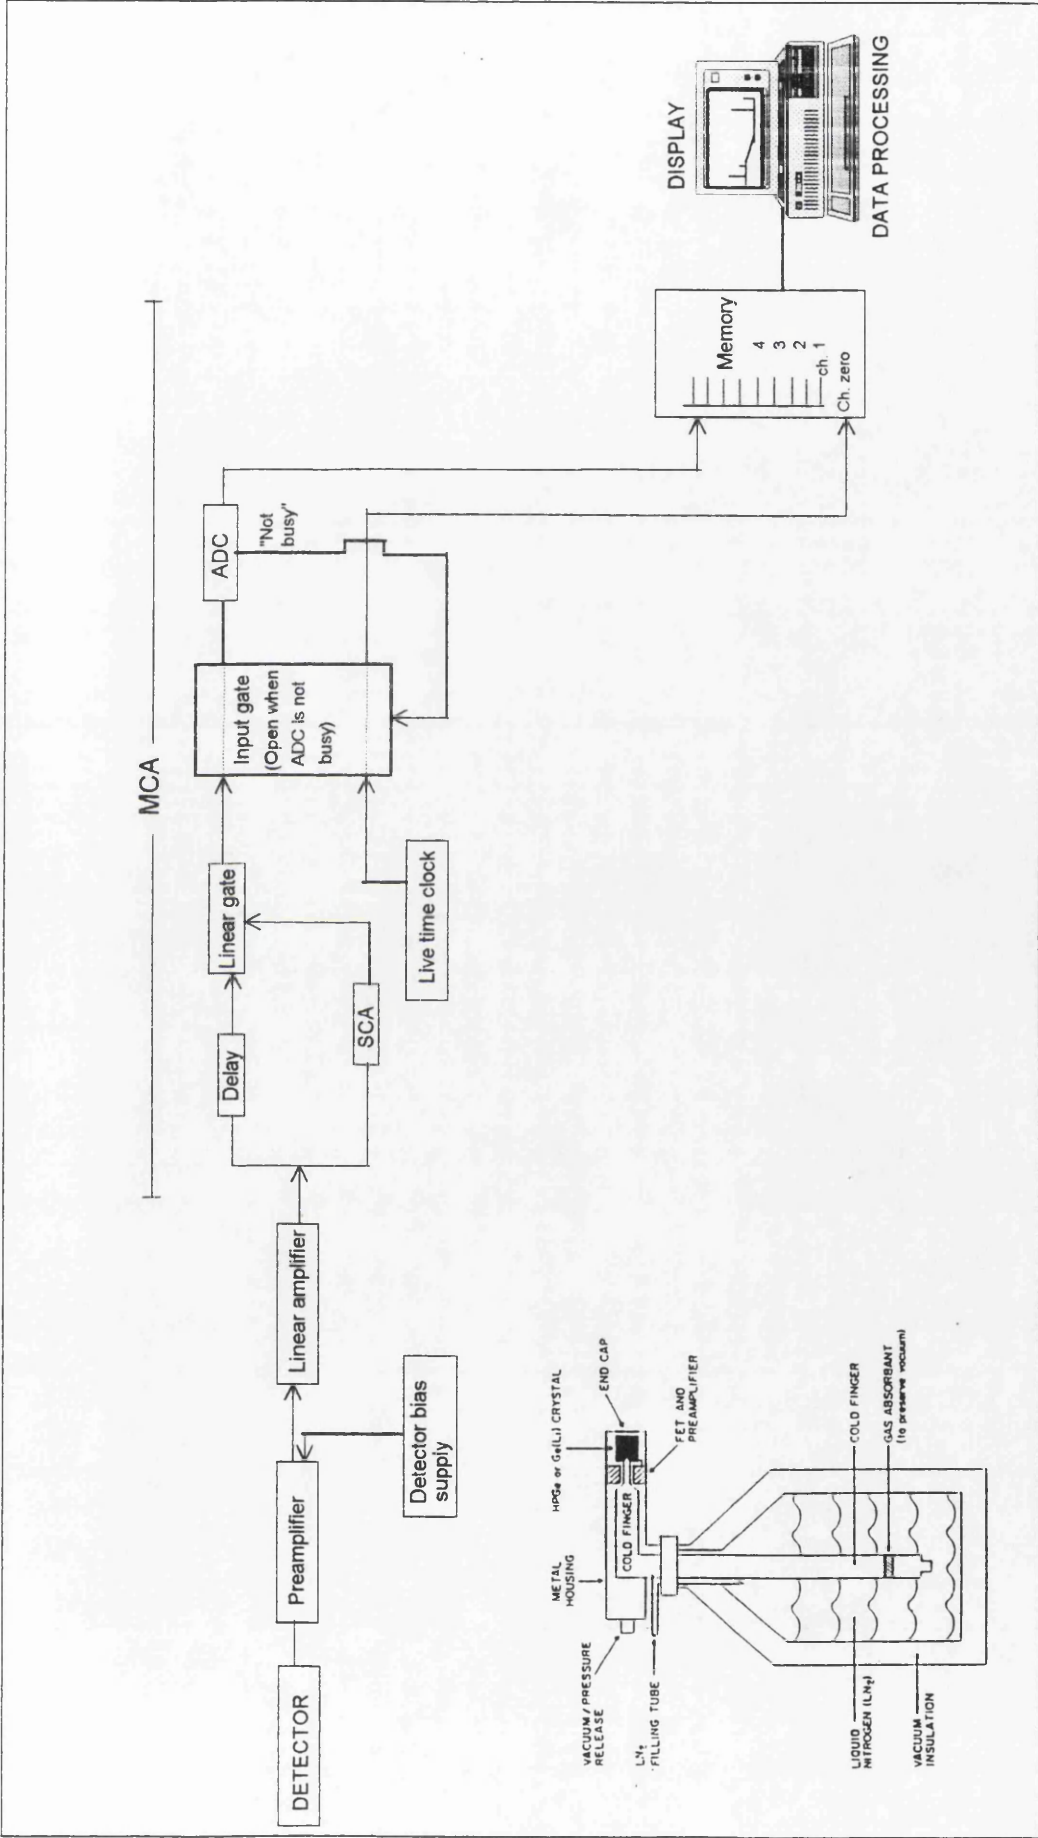 MCA
DETECTOR
Preamplifier
Detector bias
supply
Linear amplifier
Delay
SCA
Linear gate
Live time clock
Input gate
(Open when
ADC is not
busy)
ADC
"Not
busy"
Memory
4
3
2
ch. 1
Ch. zero
DISPLAY
DATA PROCESSING
VACUUM/PRESSURE
RELEASE
LN₂
FILLING TUBE
METAL
HOUSING
HPGe or Ge(Li) CRYSTAL
END CAP
COLD FINGER
FET AND
PREAMPLIFIER
LIQUID
NITROGEN (LN₂)
VACUUM
INSULATION
COLD FINGER
GAS ABSORBANT
(to preserve vacuum)